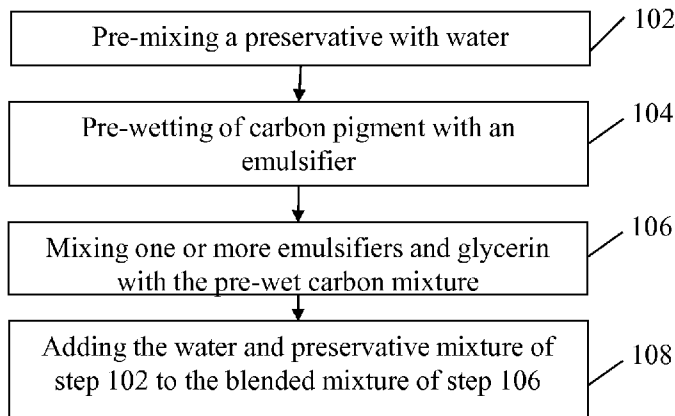 Pre-mixing a preservative with water
102
Pre-wetting of carbon pigment with an
emulsifier
104
Mixing one or more emulsifiers and glycerin
with the pre-wet carbon mixture
106
Adding the water and preservative mixture of
step 102 to the blended mixture of step 106
108